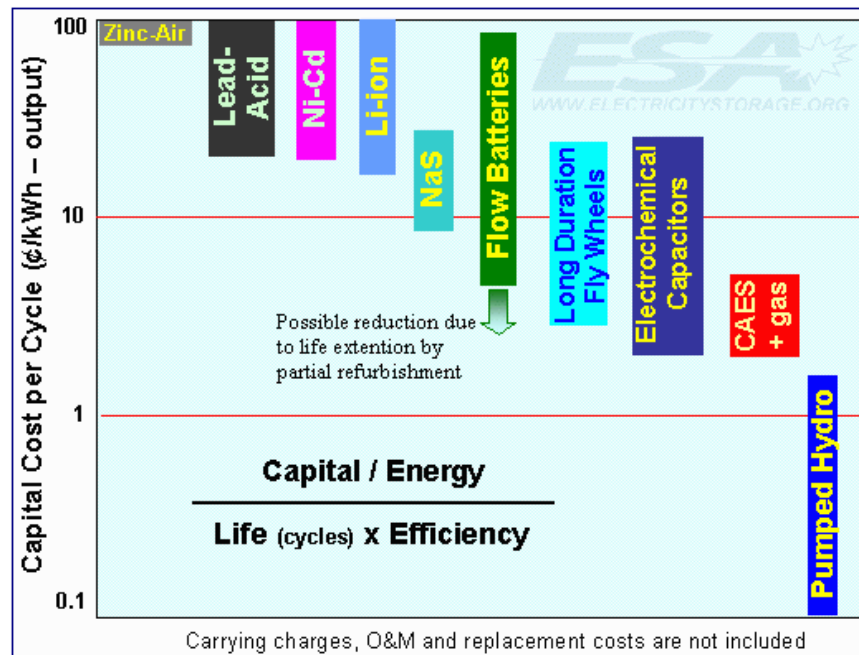 Capital Cost per Cycle (¢/kWh – output)
100
10
1
0.1
Zinc-Air
Lead-
Acid
Ni-Cd
Li-ion
NaS
Flow Batteries
Long Duration
Fly Wheels
Electrochemical
Capacitors
CAES
+ gas
Pumped Hydro
ESA
WWW.ELECTRICITYSTORAGE.ORG
Possible reduction due
to life extention by
partial refurbishment
Capital / Energy
Life (cycles) x Efficiency
Carrying charges, O&M and replacement costs are not included